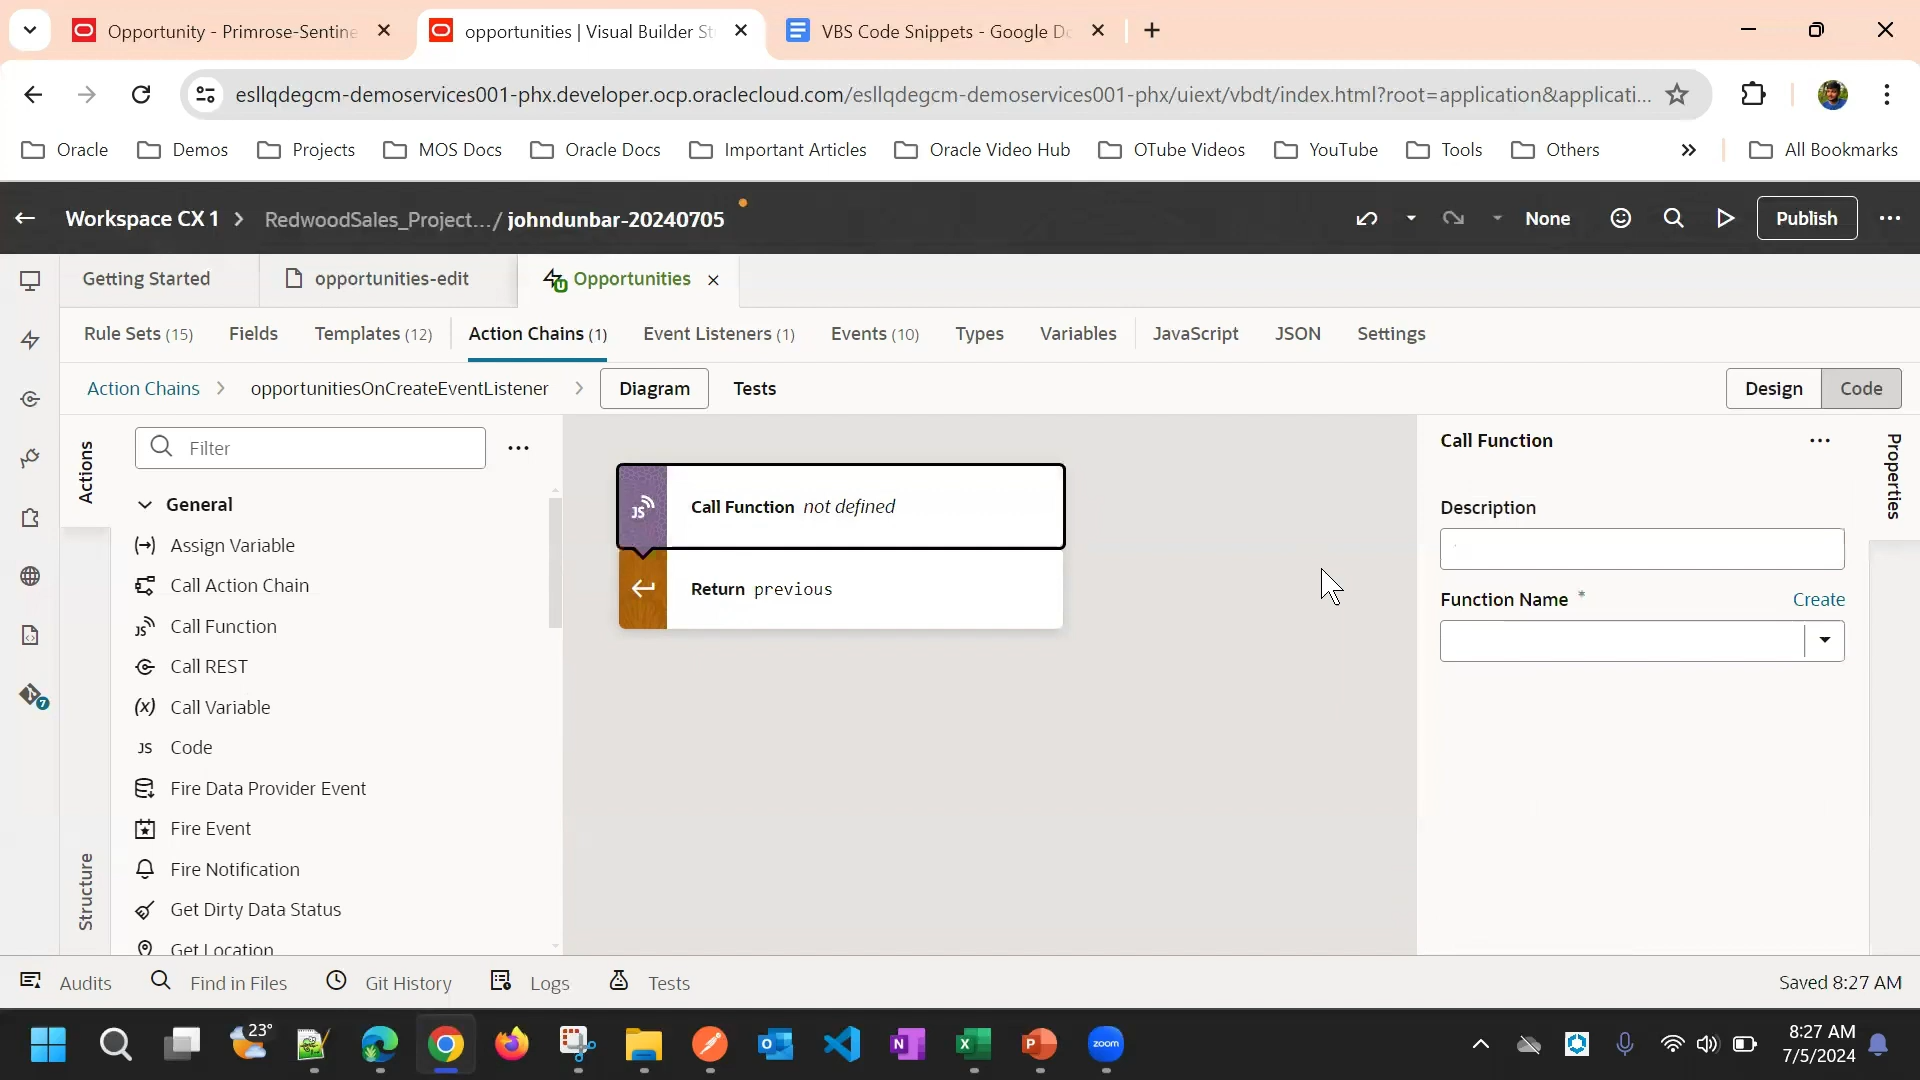 Opportunity - Primrose-Sentine
opportunities | Visual Builder St
VBS Code Snippets - Google Do
esllqdegcm-demoservices001-phx.developer.ocp.oraclecloud.com/esllqdegcm-demoservices001-phx/uiext/vbdt/index.html?root=application&applicati...
Oracle
Demos
Projects
MOS Docs
Oracle Docs
Important Articles
Oracle Video Hub
OTube Videos
YouTube
Tools
Others
»
All Bookmarks
Workspace CX 1
RedwoodSales_Project... / johndunbar-20240705
None
Publish
Getting Started
opportunities-edit
Opportunities
Rule Sets (15)
Fields
Templates (12)
Action Chains (1)
Event Listeners (1)
Events (10)
Types
Variables
JavaScript
JSON
Settings
Action Chains
opportunitiesOnCreateEventListener
Diagram
Tests
Design
Code
Actions
Structure
Filter
General
Assign Variable
Call Action Chain
JS Call Function
Call REST
(x) Call Variable
JS Code
Fire Data Provider Event
Fire Event
Fire Notification
Get Dirty Data Status
Get Location
JS
Call Function not defined
Return previous
Call Function
Properties
Description
Function Name *
Create
7
Audits
Find in Files
Git History
Logs
Tests
Saved 8:27 AM
23°
zoom
8:27 AM
7/5/2024